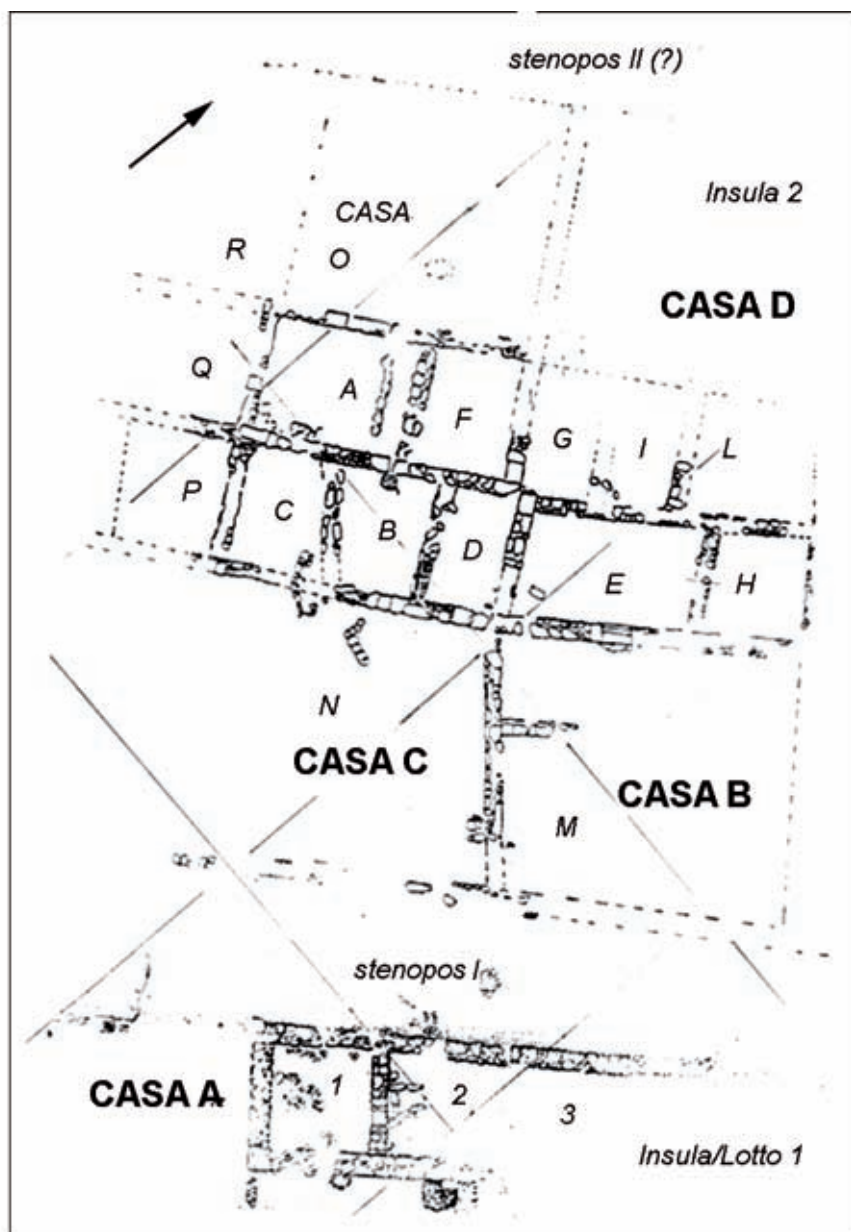 stenopos II (?)
Insula 2
CASA
R
O
CASA D
Q
A
F
G
I
L
P
C
B
D
E
H
N
CASA C
CASA B
M
stenopos I
CASA A
1
2
3
Insula/Lotto 1